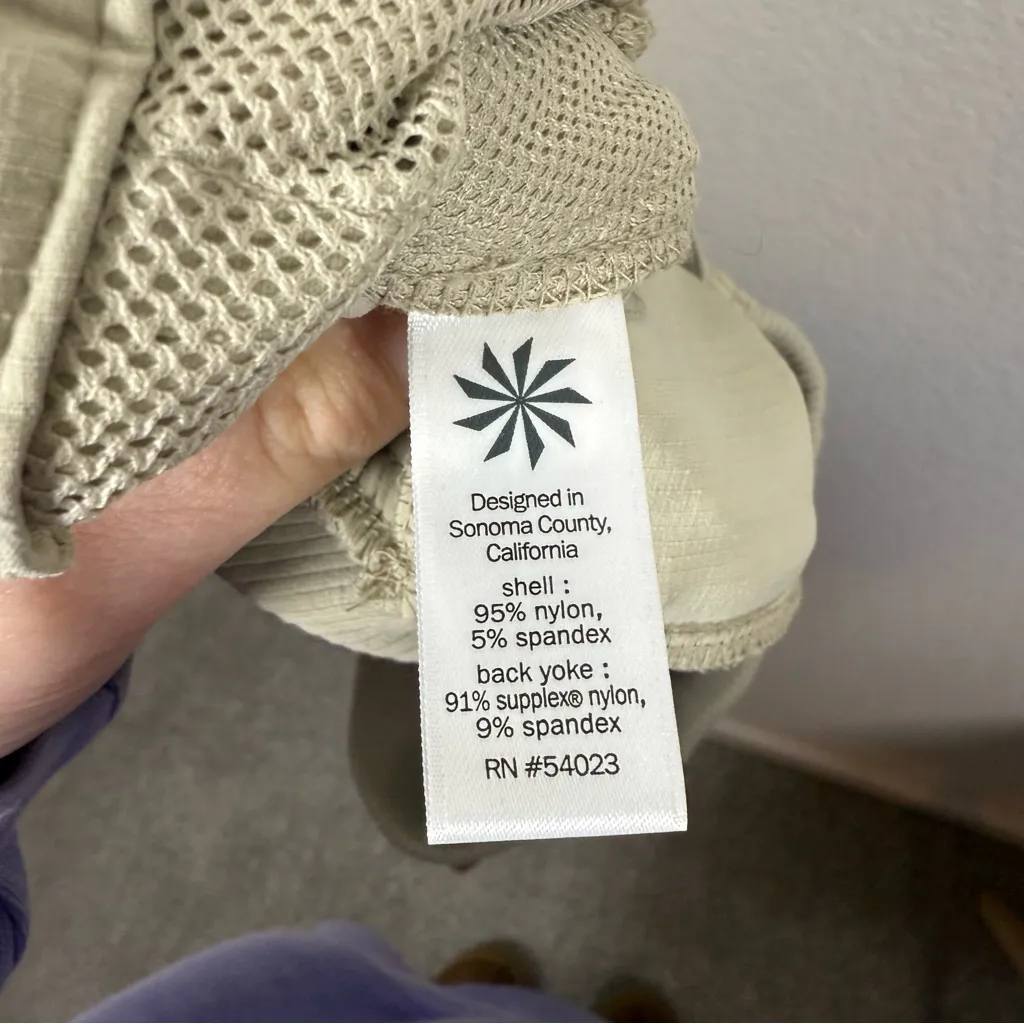 Designed in
Sonoma County,
California
shell :
95% nylon,
5% spandex
back yoke :
91% supplex® nylon,
9% spandex
RN #54023